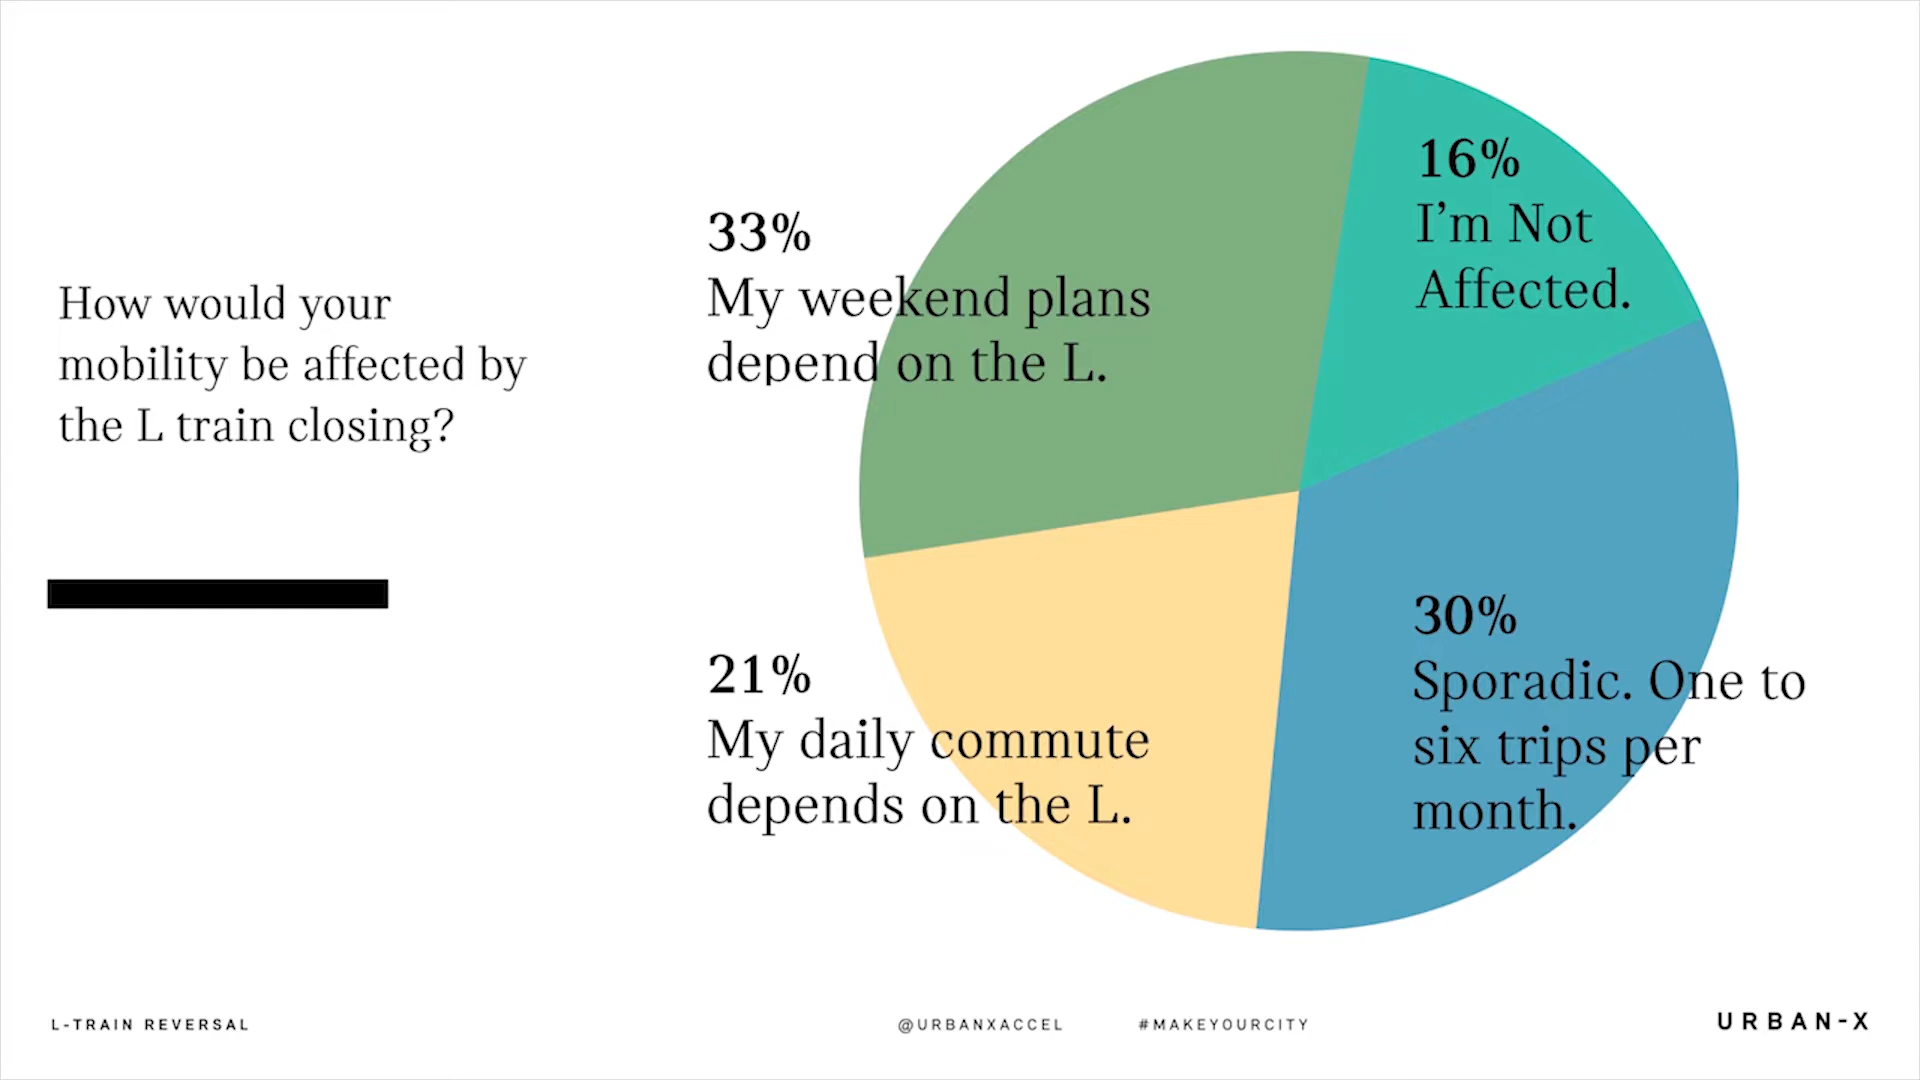 How would your
mobility be affected by
the L train closing?
33%
My weekend plans
depend on the L.
16%
I’m Not
Affected.
21%
My daily commute
depends on the L.
30%
Sporadic. One to
six trips per
month.
L-TRAIN REVERSAL
@URBANXACCEL
#MAKEYOURCITY
URBAN-X